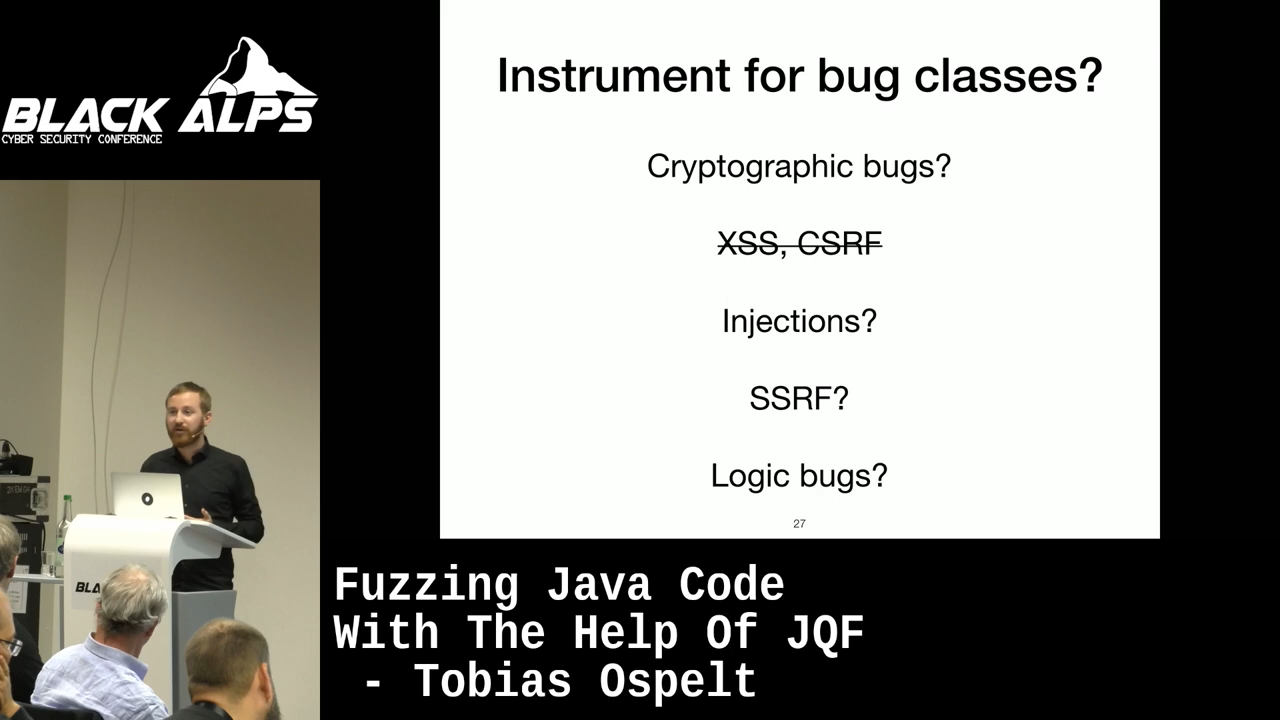 BLACK ALPS
CYBER SECURITY CONFERENCE
Instrument for bug classes?
Cryptographic bugs?
XSS, CSRF
Injections?
SSRF?
Logic bugs?
27
BLA
Fuzzing Java Code
With The Help Of JQF
- Tobias Ospelt